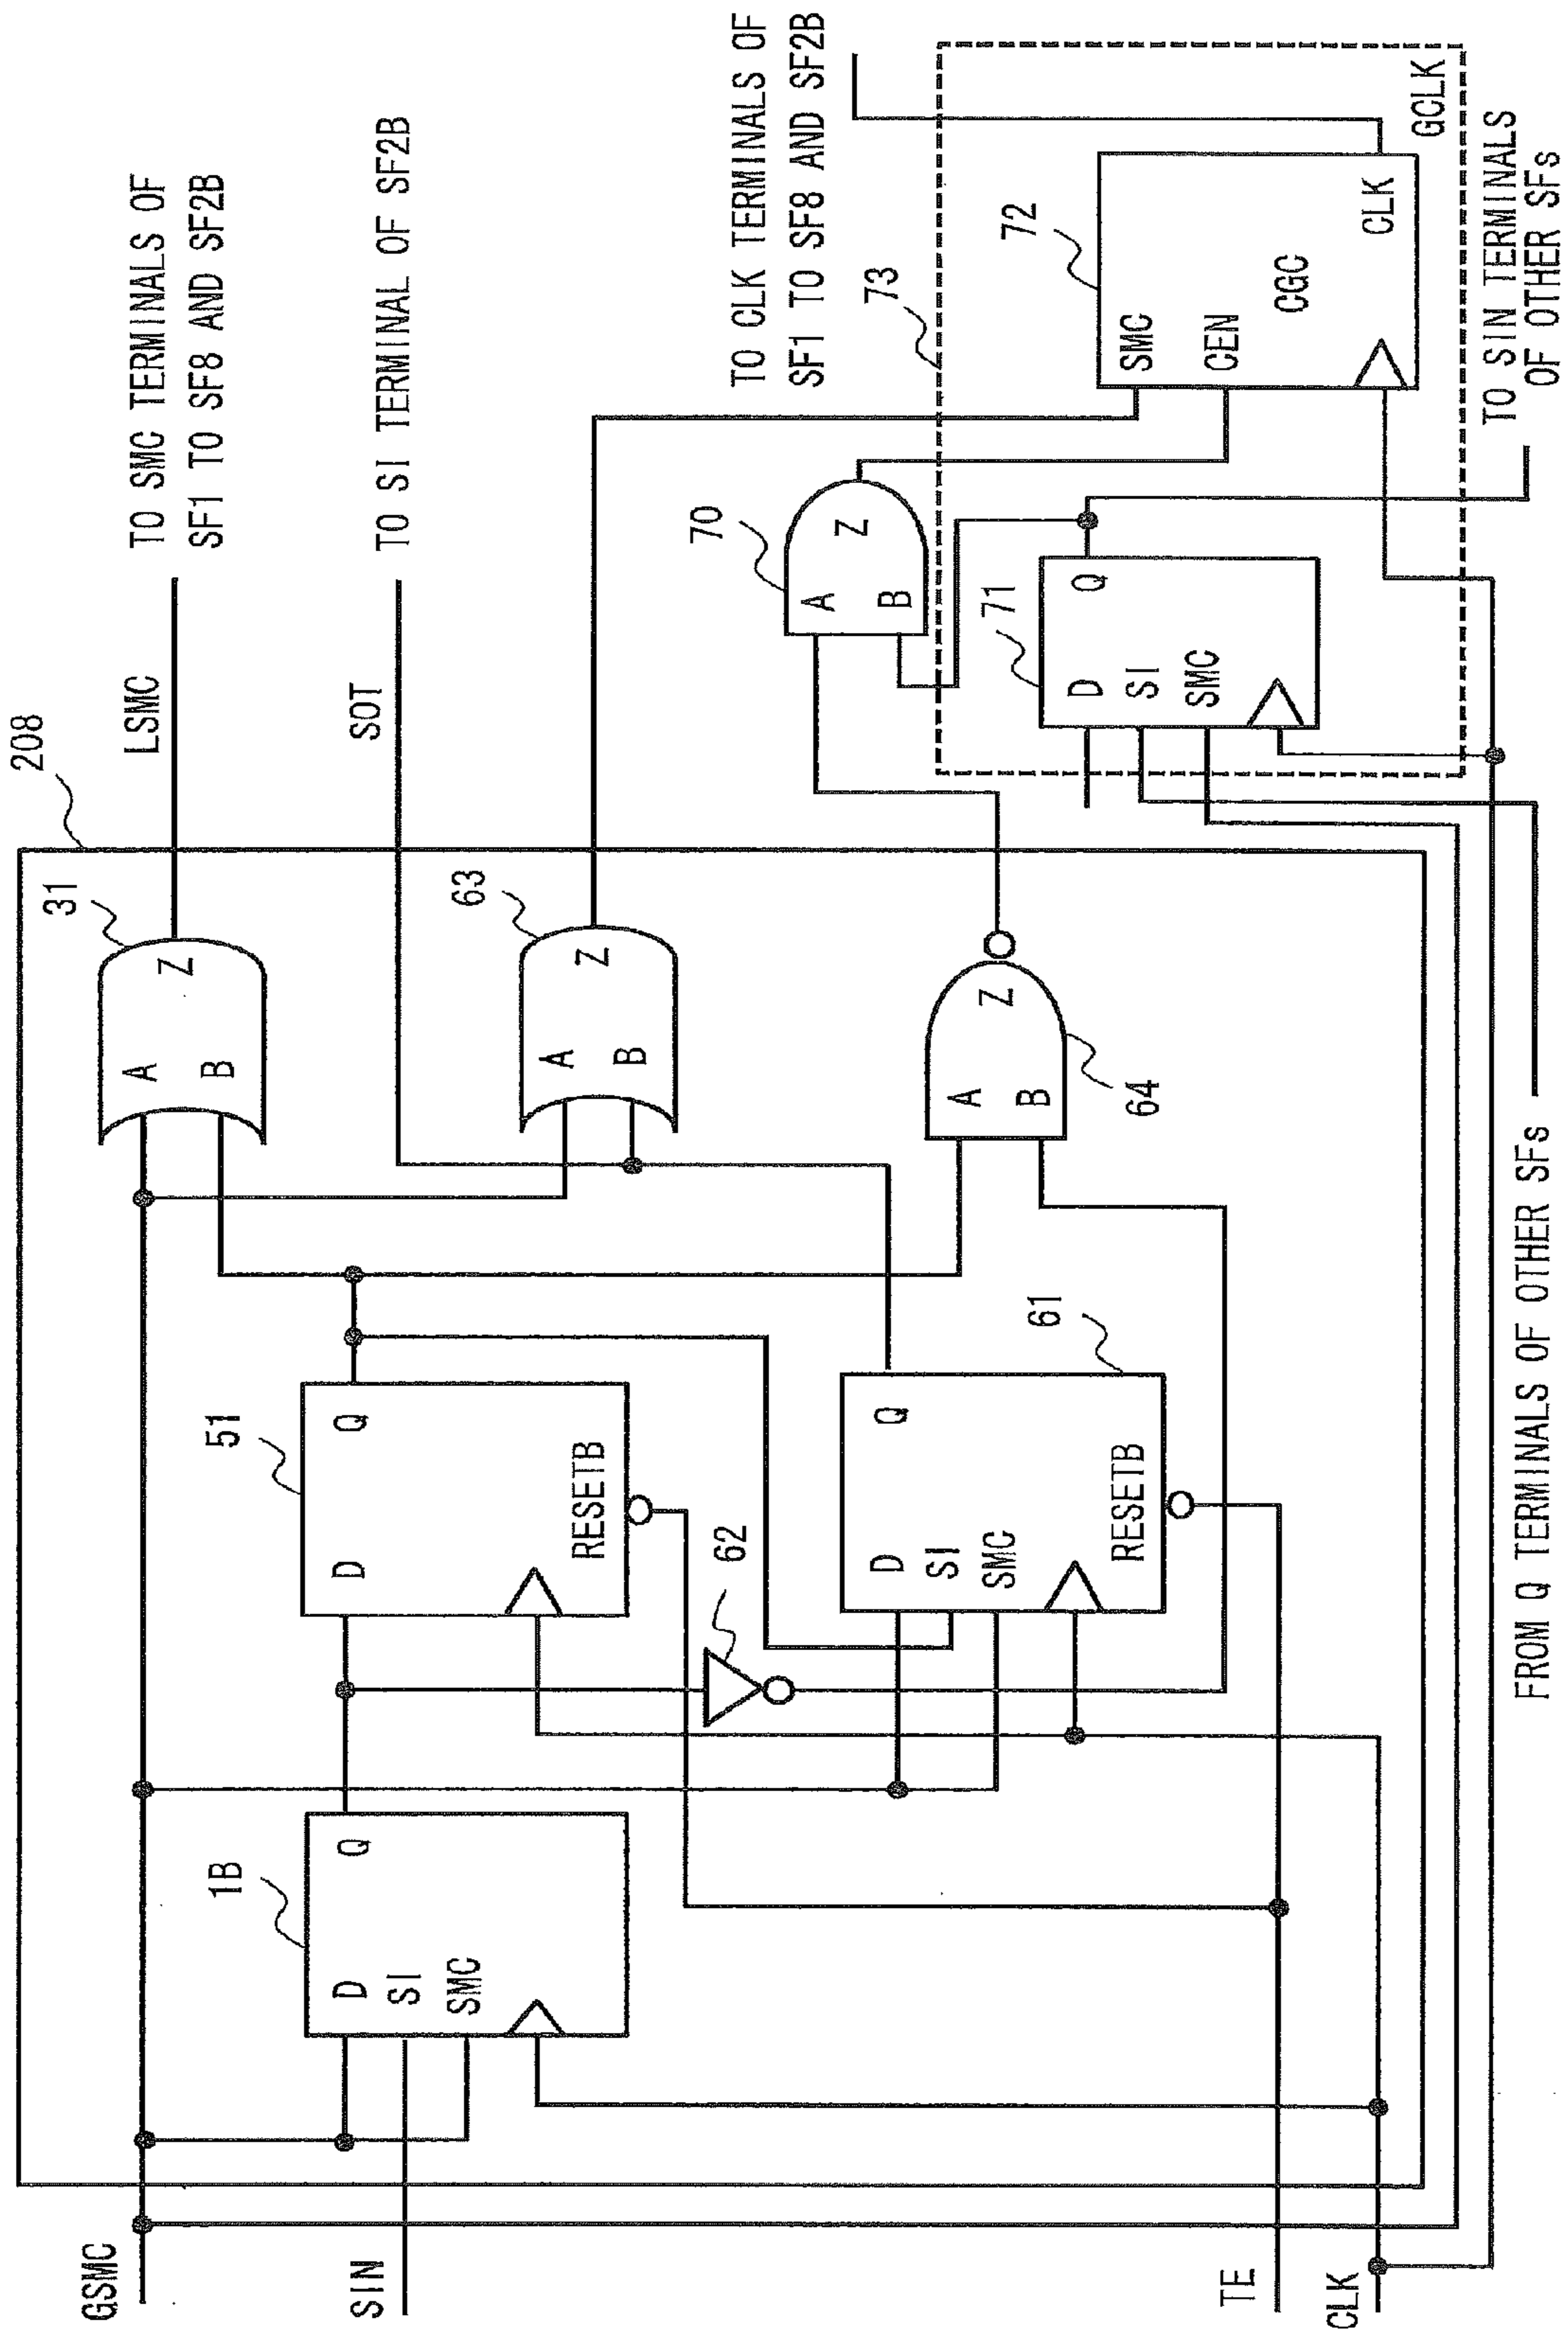 208
LSMC
TO SMC TERMINALS OF
SF1 TO SF8 AND SF2B
SOT
TO SI TERMINAL OF SF2B
31
A
B
Z
63
A
B
Z
64
A
B
Z
51
D
Q
RESETB
61
D
SI
SMC
Q
RESETB
62
1B
D
SI
SMC
Q
GSMC
SIN
TE
CLK
70
A
B
Z
TO CLK TERMINALS OF
SF1 TO SF8 AND SF2B
73
71
D
SI
SMC
Q
72
SMC
CEN
CGC
CLK
GCLK
TO SIN TERMINALS
OF OTHER SFs
FROM Q TERMINALS OF OTHER SFs